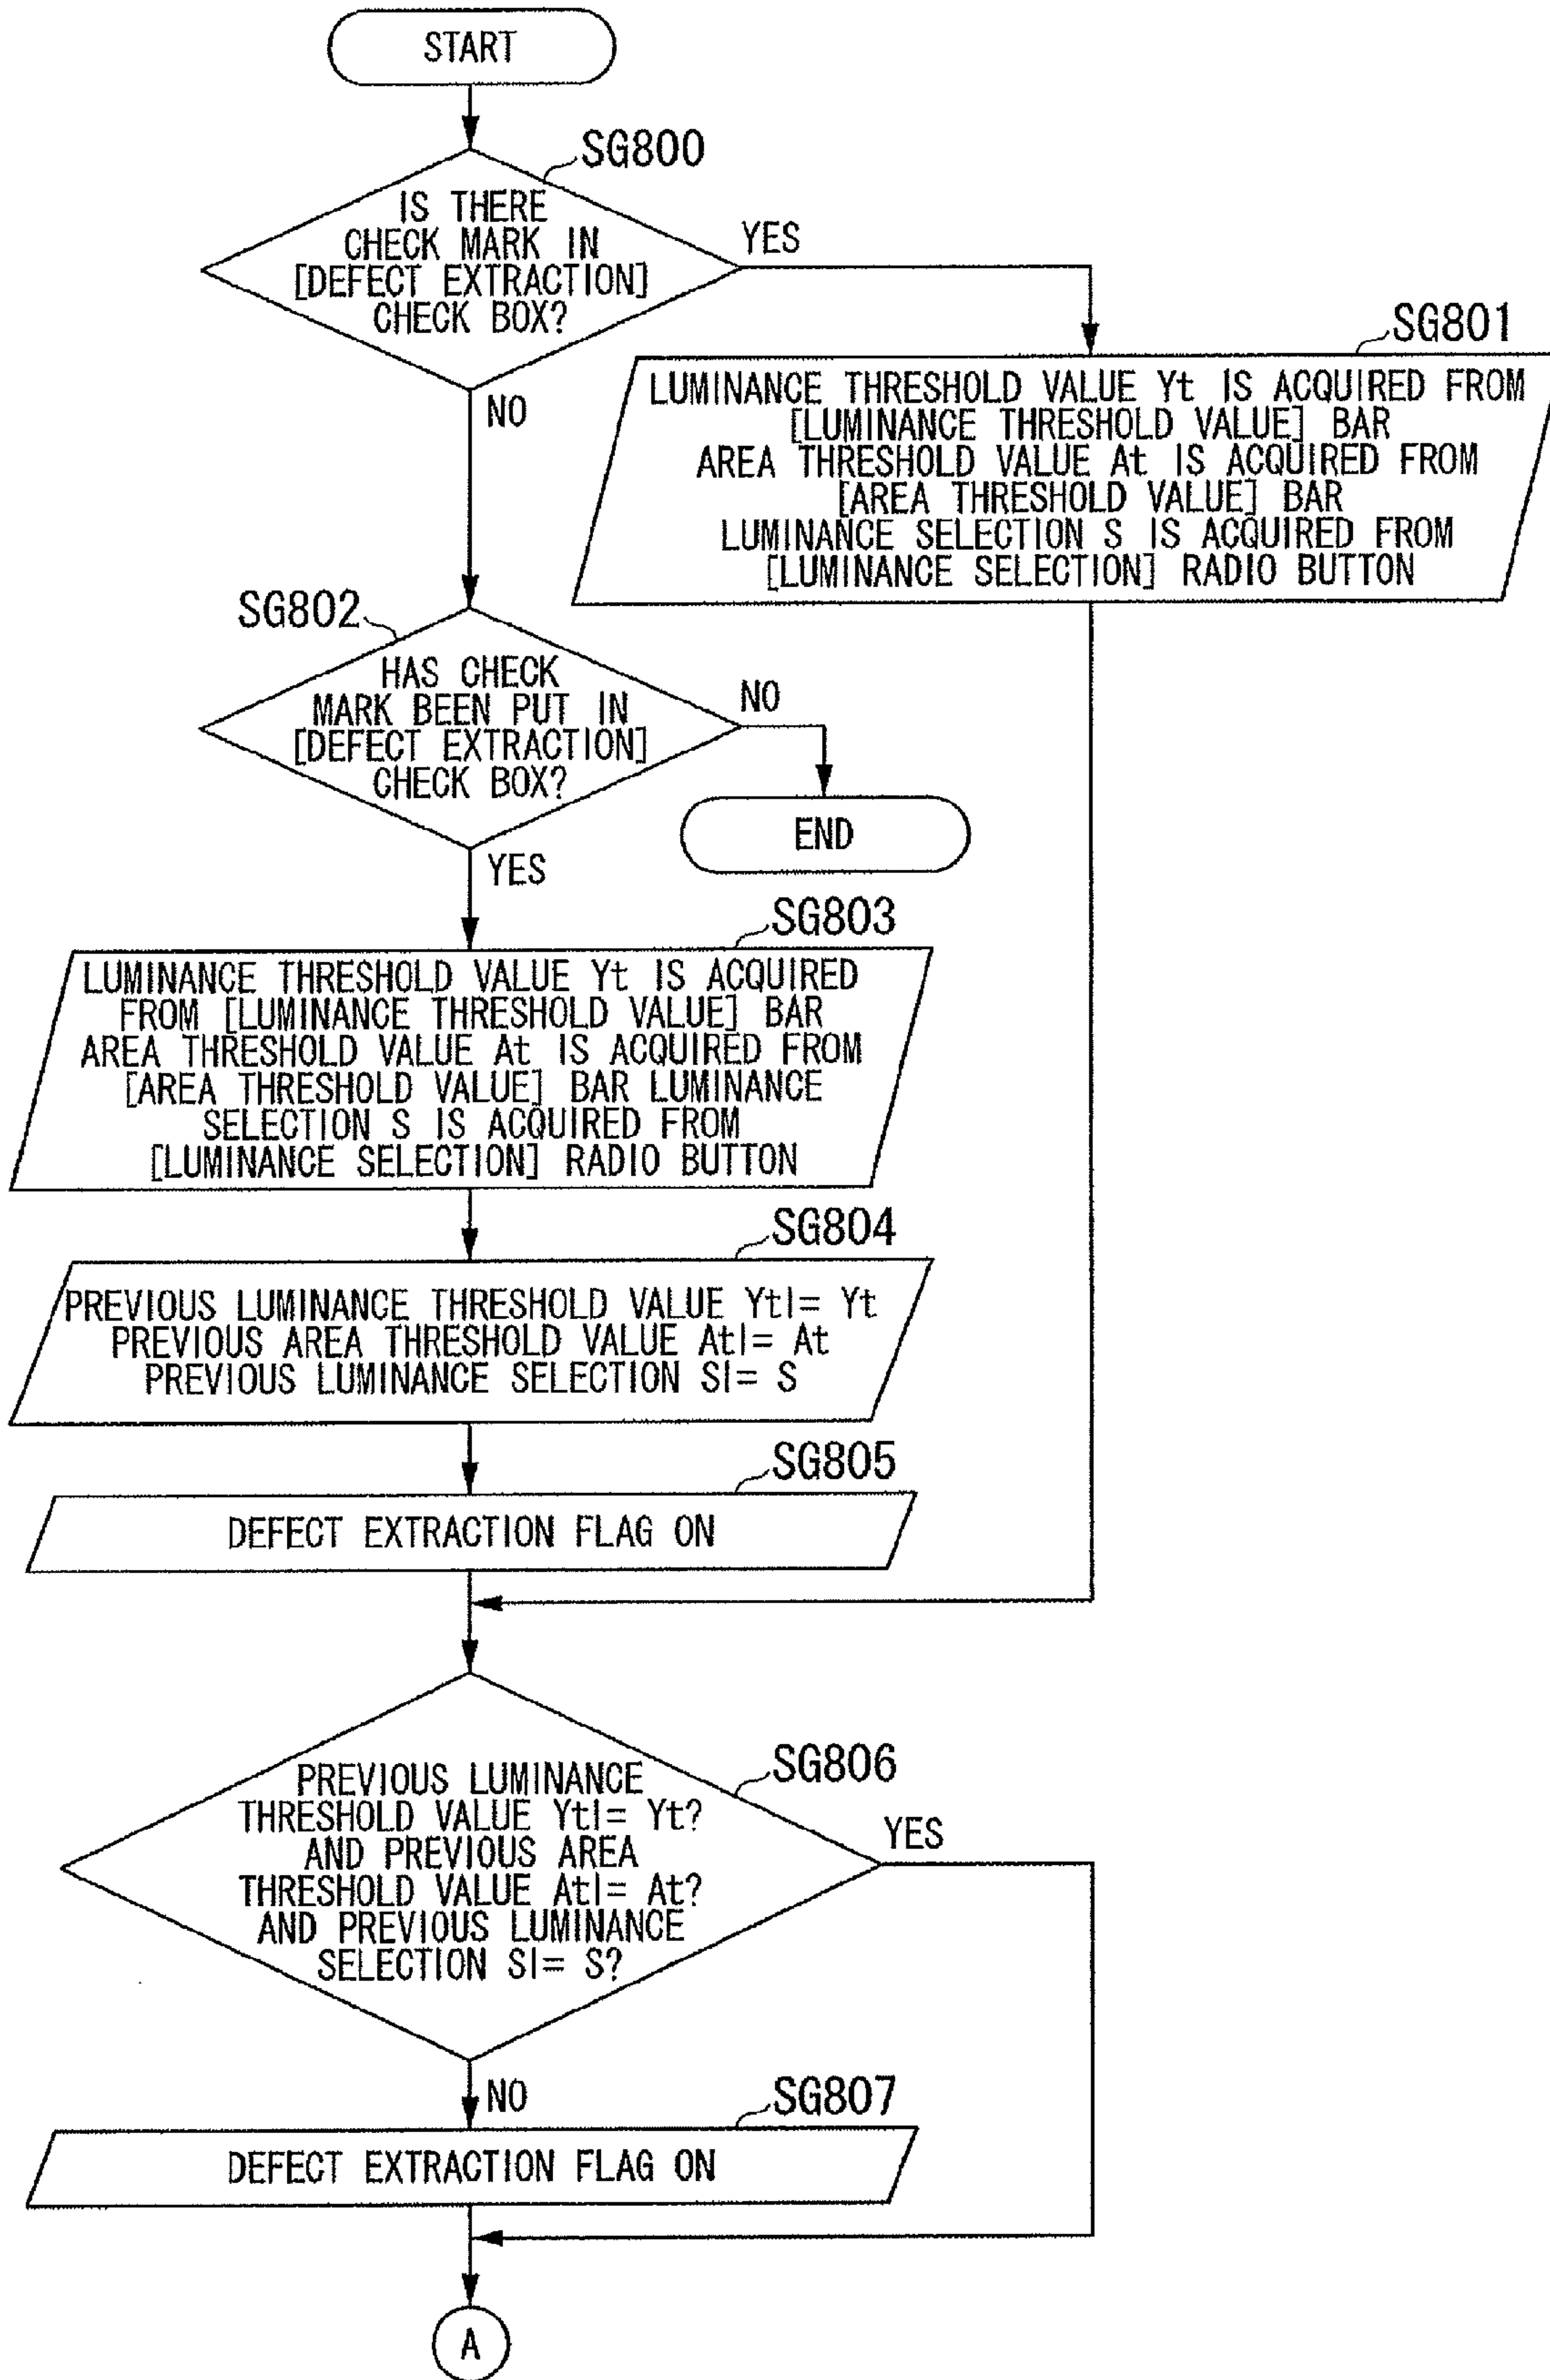 START
SG800
IS THERE
CHECK MARK IN
[DEFECT EXTRACTION]
CHECK BOX?
YES
NO
SG801
LUMINANCE THRESHOLD VALUE Yt IS ACQUIRED FROM
[LUMINANCE THRESHOLD VALUE] BAR
AREA THRESHOLD VALUE At IS ACQUIRED FROM
[AREA THRESHOLD VALUE] BAR
LUMINANCE SELECTION S IS ACQUIRED FROM
[LUMINANCE SELECTION] RADIO BUTTON
SG802
HAS CHECK
MARK BEEN PUT IN
[DEFECT EXTRACTION]
CHECK BOX?
NO
END
YES
SG803
LUMINANCE THRESHOLD VALUE Yt IS ACQUIRED
FROM [LUMINANCE THRESHOLD VALUE] BAR
AREA THRESHOLD VALUE At IS ACQUIRED FROM
[AREA THRESHOLD VALUE] BAR LUMINANCE
SELECTION S IS ACQUIRED FROM
[LUMINANCE SELECTION] RADIO BUTTON
SG804
PREVIOUS LUMINANCE THRESHOLD VALUE Ytl= Yt
PREVIOUS AREA THRESHOLD VALUE Atl= At
PREVIOUS LUMINANCE SELECTION Sl= S
SG805
DEFECT EXTRACTION FLAG ON
SG806
PREVIOUS LUMINANCE
THRESHOLD VALUE Ytl= Yt?
AND PREVIOUS AREA
THRESHOLD VALUE Atl= At?
AND PREVIOUS LUMINANCE
SELECTION Sl= S?
YES
NO
SG807
DEFECT EXTRACTION FLAG ON
A